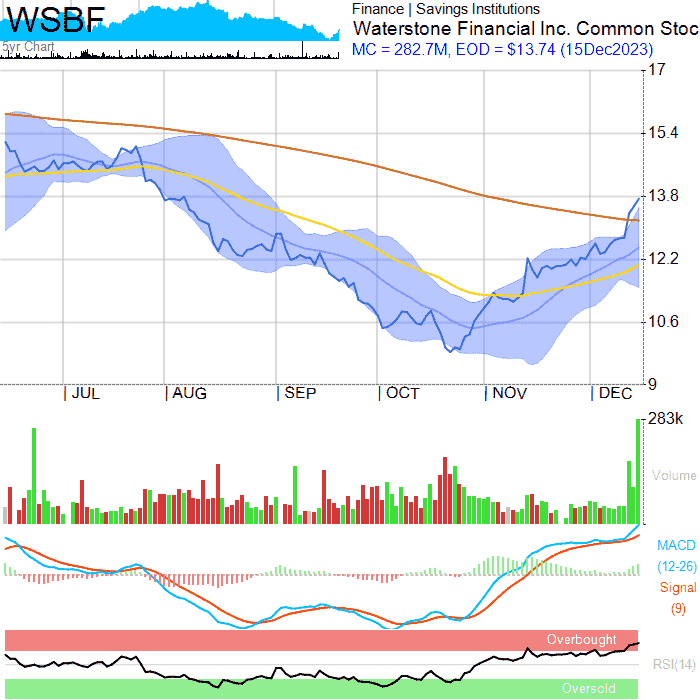 WSBF
5yr Chart
Finance | Savings Institutions
Waterstone Financial Inc. Common Stoc
MC = 282.7M, EOD = $13.74 (15Dec2023)
17
15.4
13.8
12.2
10.6
9
| JUL | AUG | SEP | OCT | NOV | DEC
283k
Volume
MACD
(12-26)
Signal
(9)
Overbought
RSI(14)
Oversold